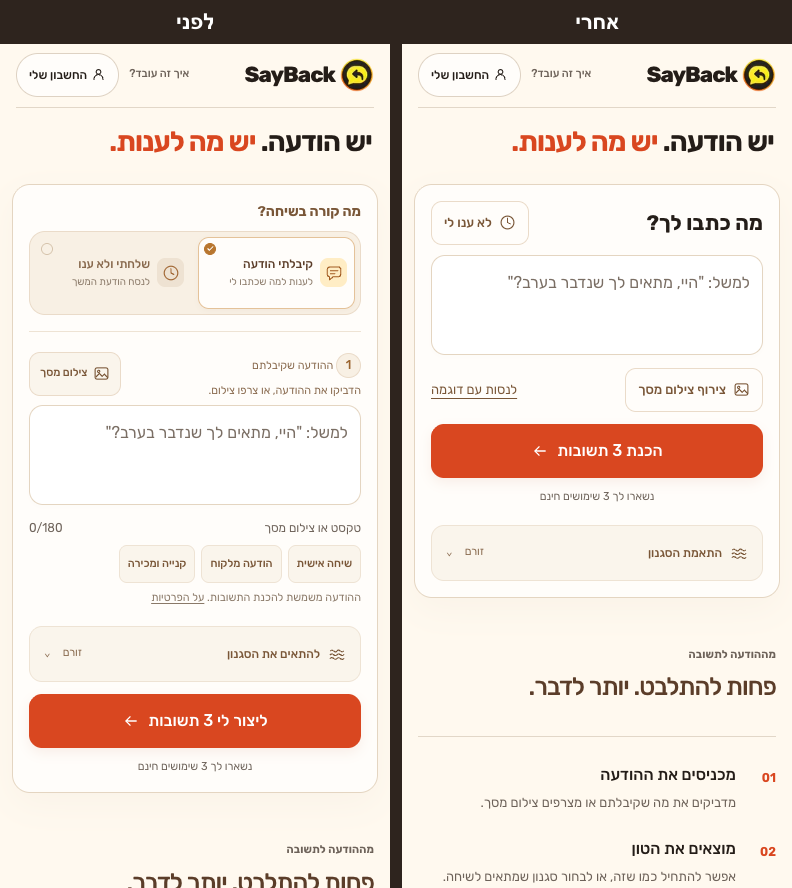 אחרי
SayBack
איך זה עובד?
החשבון שלי
יש הודעה. יש מה לענות.
מה כתבו לך?
לא ענו לי
למשל: "היי, מתאים לך שנדבר בערב?"
צירוף צילום מסך
לנסות עם דוגמה
הכנת 3 תשובות ←
נשארו לך 3 שימושים חינם
התאמת הסגנון
זורם
מההודעה לתשובה
פחות להתלבט. יותר לדבר.
01 מכניסים את ההודעה
מדביקים את מה שקיבלתם או מצרפים צילום מסך.
02 מוצאים את הטון
אפשר להתחיל כמו שזה, או לבחור סגנון שמתאים לשיחה.
לפני
SayBack
איך זה עובד?
החשבון שלי
יש הודעה. יש מה לענות.
מה קורה בשיחה?
קיבלתי הודעה
לענות למה שכתבו לי
שלחתי ולא ענו
לנסח הודעת המשך
1 ההודעה שקיבלתם
הדביקו את ההודעה, או צרפו צילום.
צילום מסך
למשל: "היי, מתאים לך שנדבר בערב?"
טקסט או צילום מסך
0/180
שיחה אישית
הודעה מלקוח
קנייה ומכירה
ההודעה משמשת להכנת התשובות. על הפרטיות
להתאים את הסגנון
זורם
ליצור לי 3 תשובות ←
נשארו לך 3 שימושים חינם
מההודעה לתשובה
פחות להתלבט. יותר לדבר.